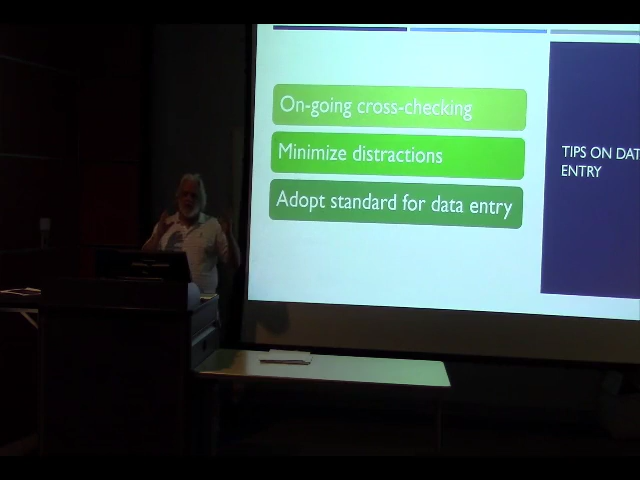 On-going cross-checking
Minimize distractions
Adopt standard for data entry
TIPS ON DAT
ENTRY